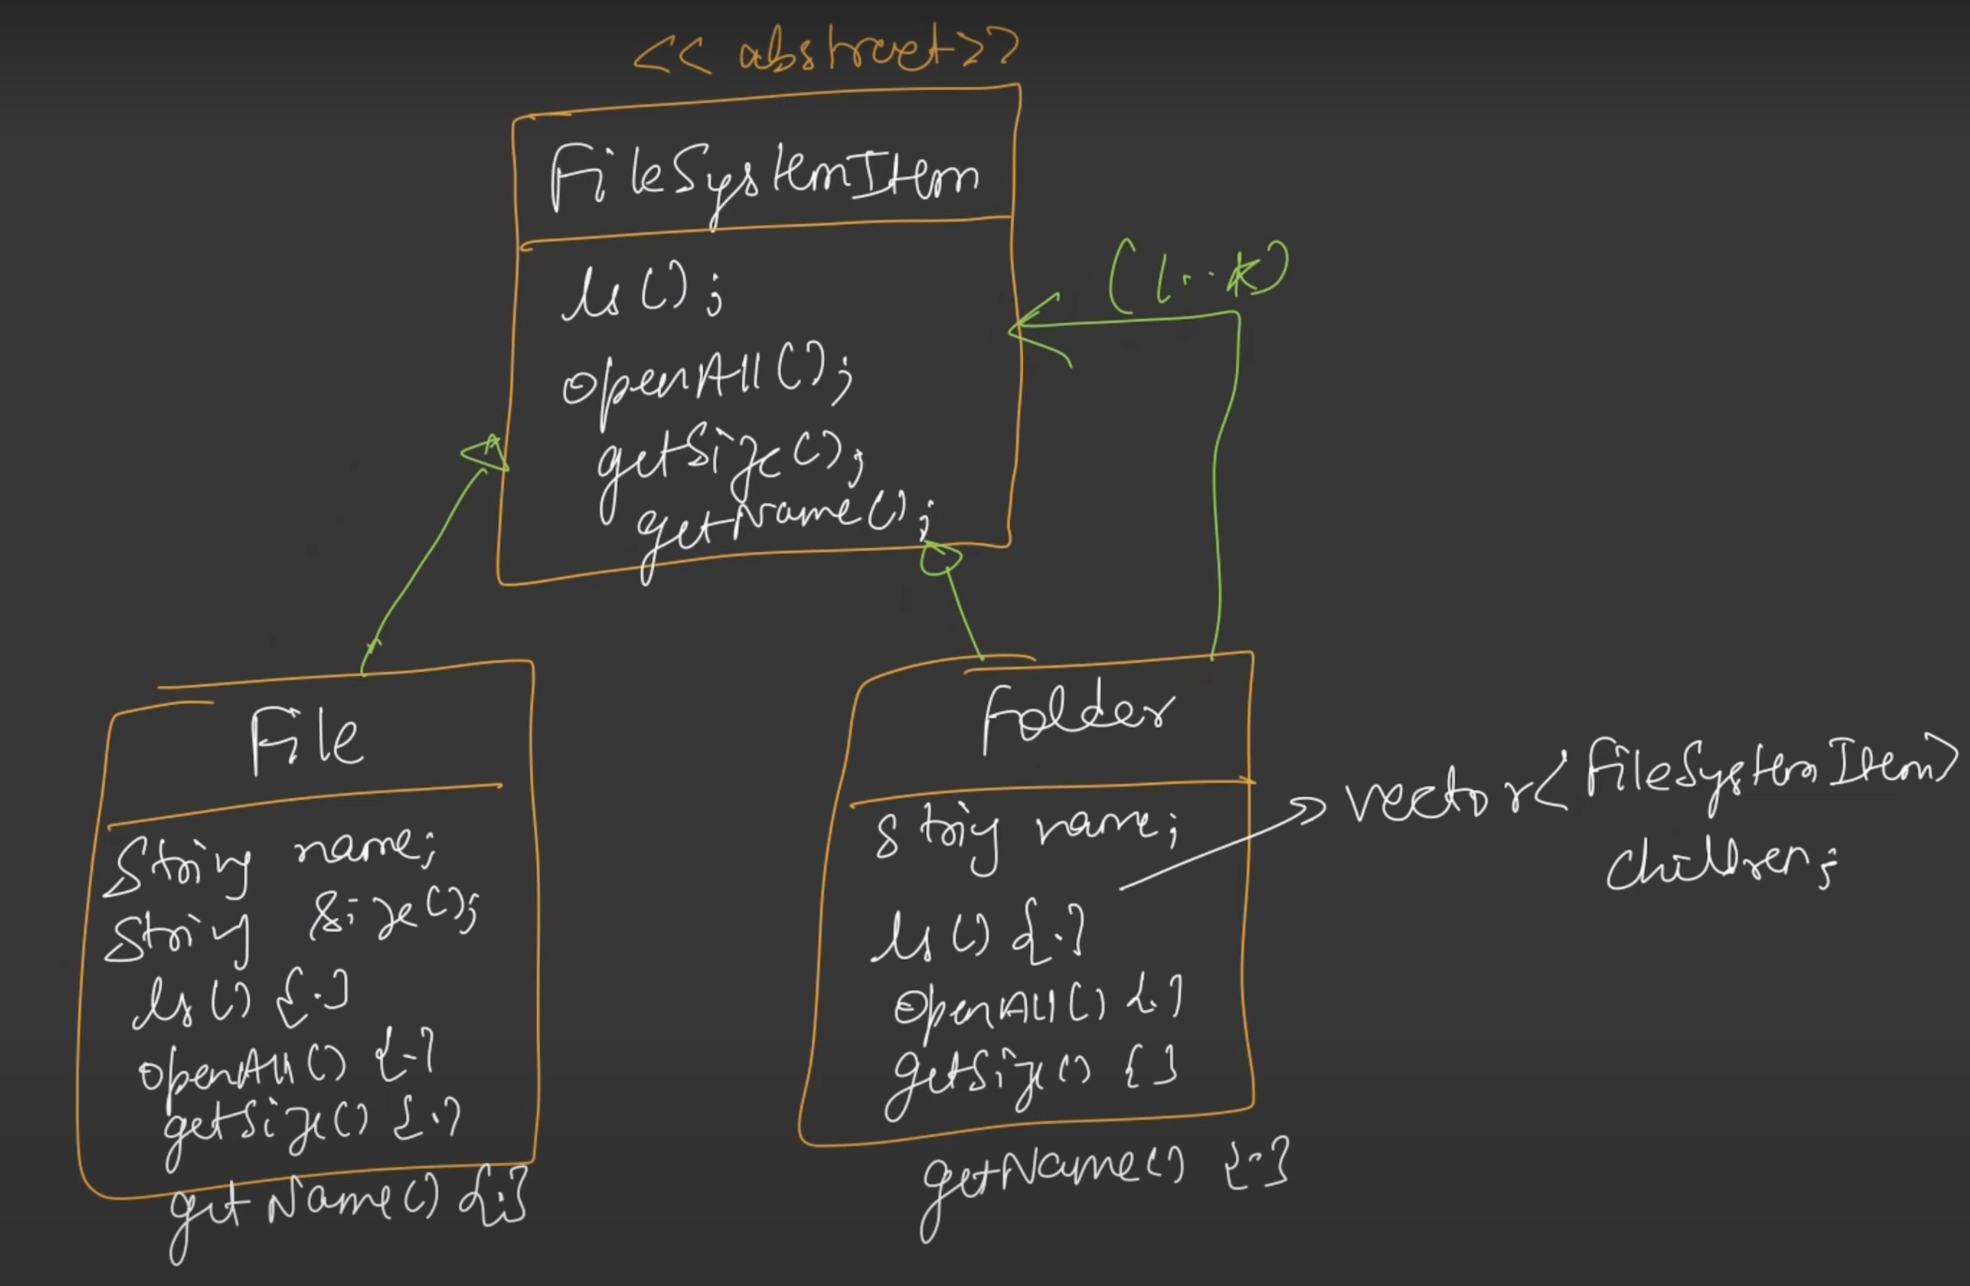 << abstract >>
FileSystemItem
ls();
openAll();
getSize();
getName();
(1..*)
File
String name;
String size();
ls() {.}
openAll() {.}
getSize() {.}
getName() {.}
Folder
String name;
ls() {.}
openAll() {.}
getSize() { }
getName() {.}
vector<FileSystemItem>
children;